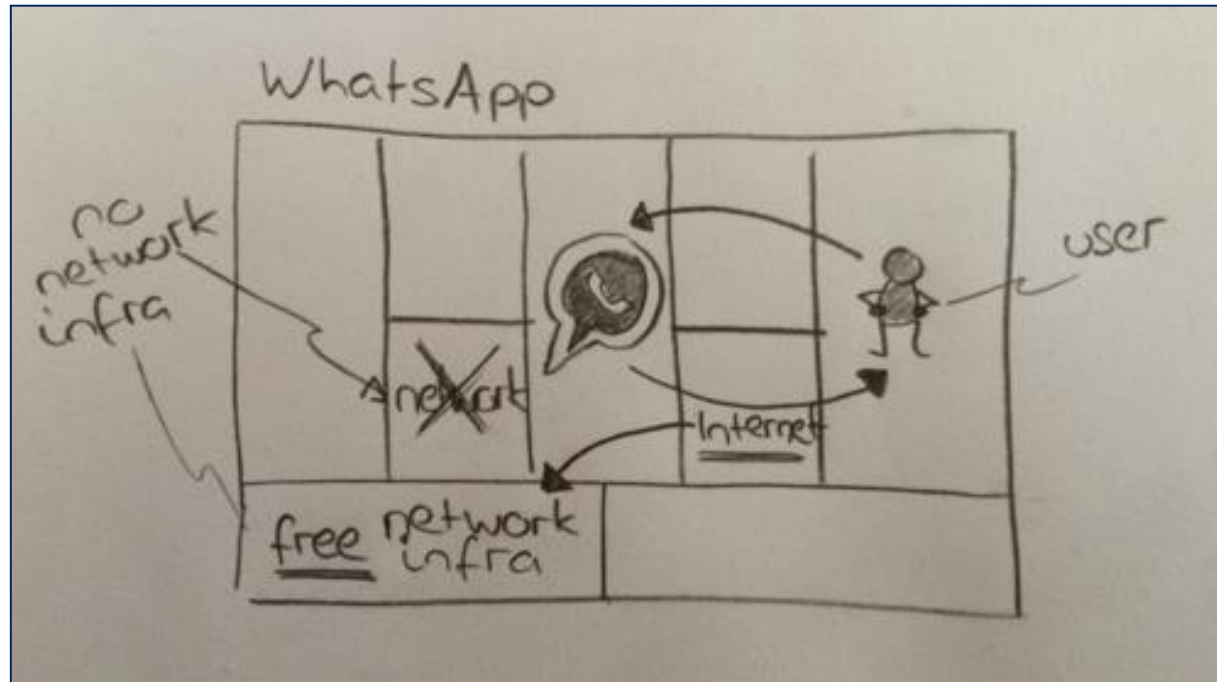 WhatsApp
no
network
infra
user
network
Internet
free network
infra